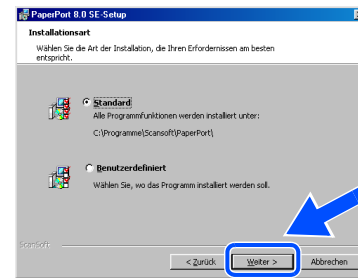 PaperPort 8.0 SE-Setup
Installationsart
Wählen Sie die Art der Installation, die Ihren Erfordernissen am besten
entspricht.
Standard
Alle Programmfunktionen werden installiert unter:
C:\Programme\Scansoft\PaperPort\
Benutzerdefiniert
Wählen Sie, wo das Programm installiert werden soll.
ScanSoft
< Zurück Weiter > Abbrechen